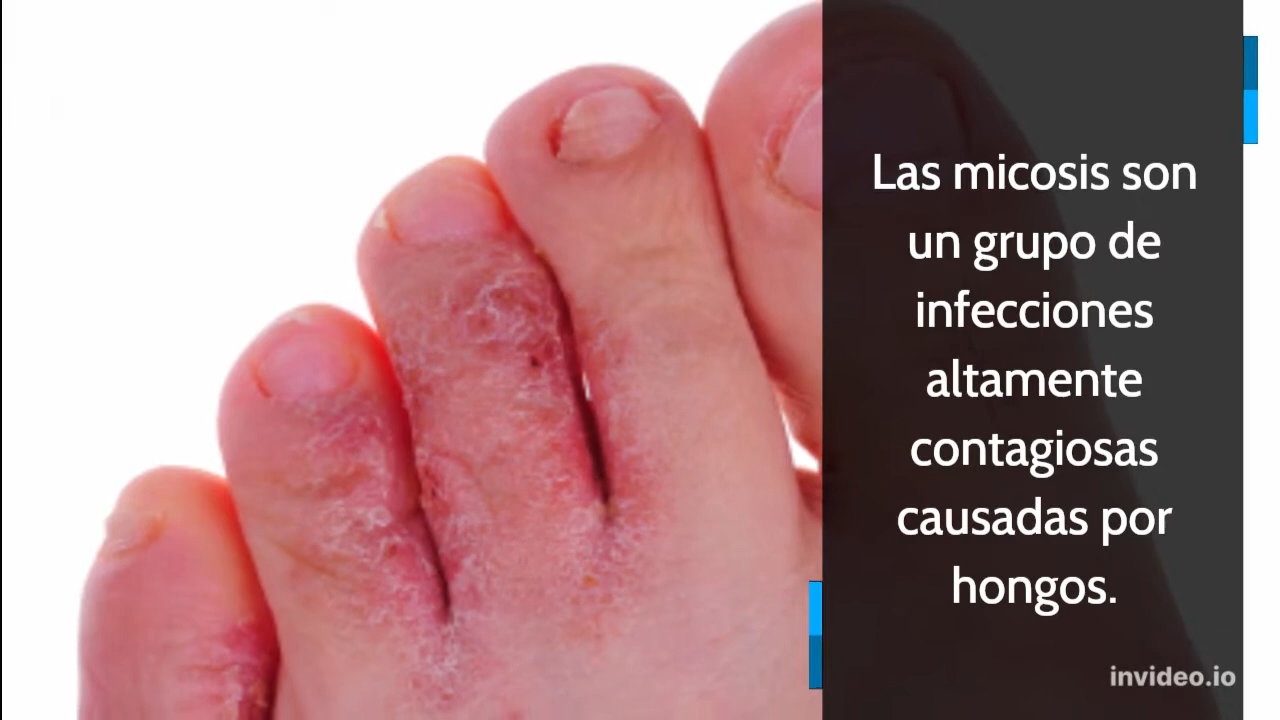 Las micosis son
un grupo de
infecciones
altamente
contagiosas
causadas por
hongos.
invideo.io